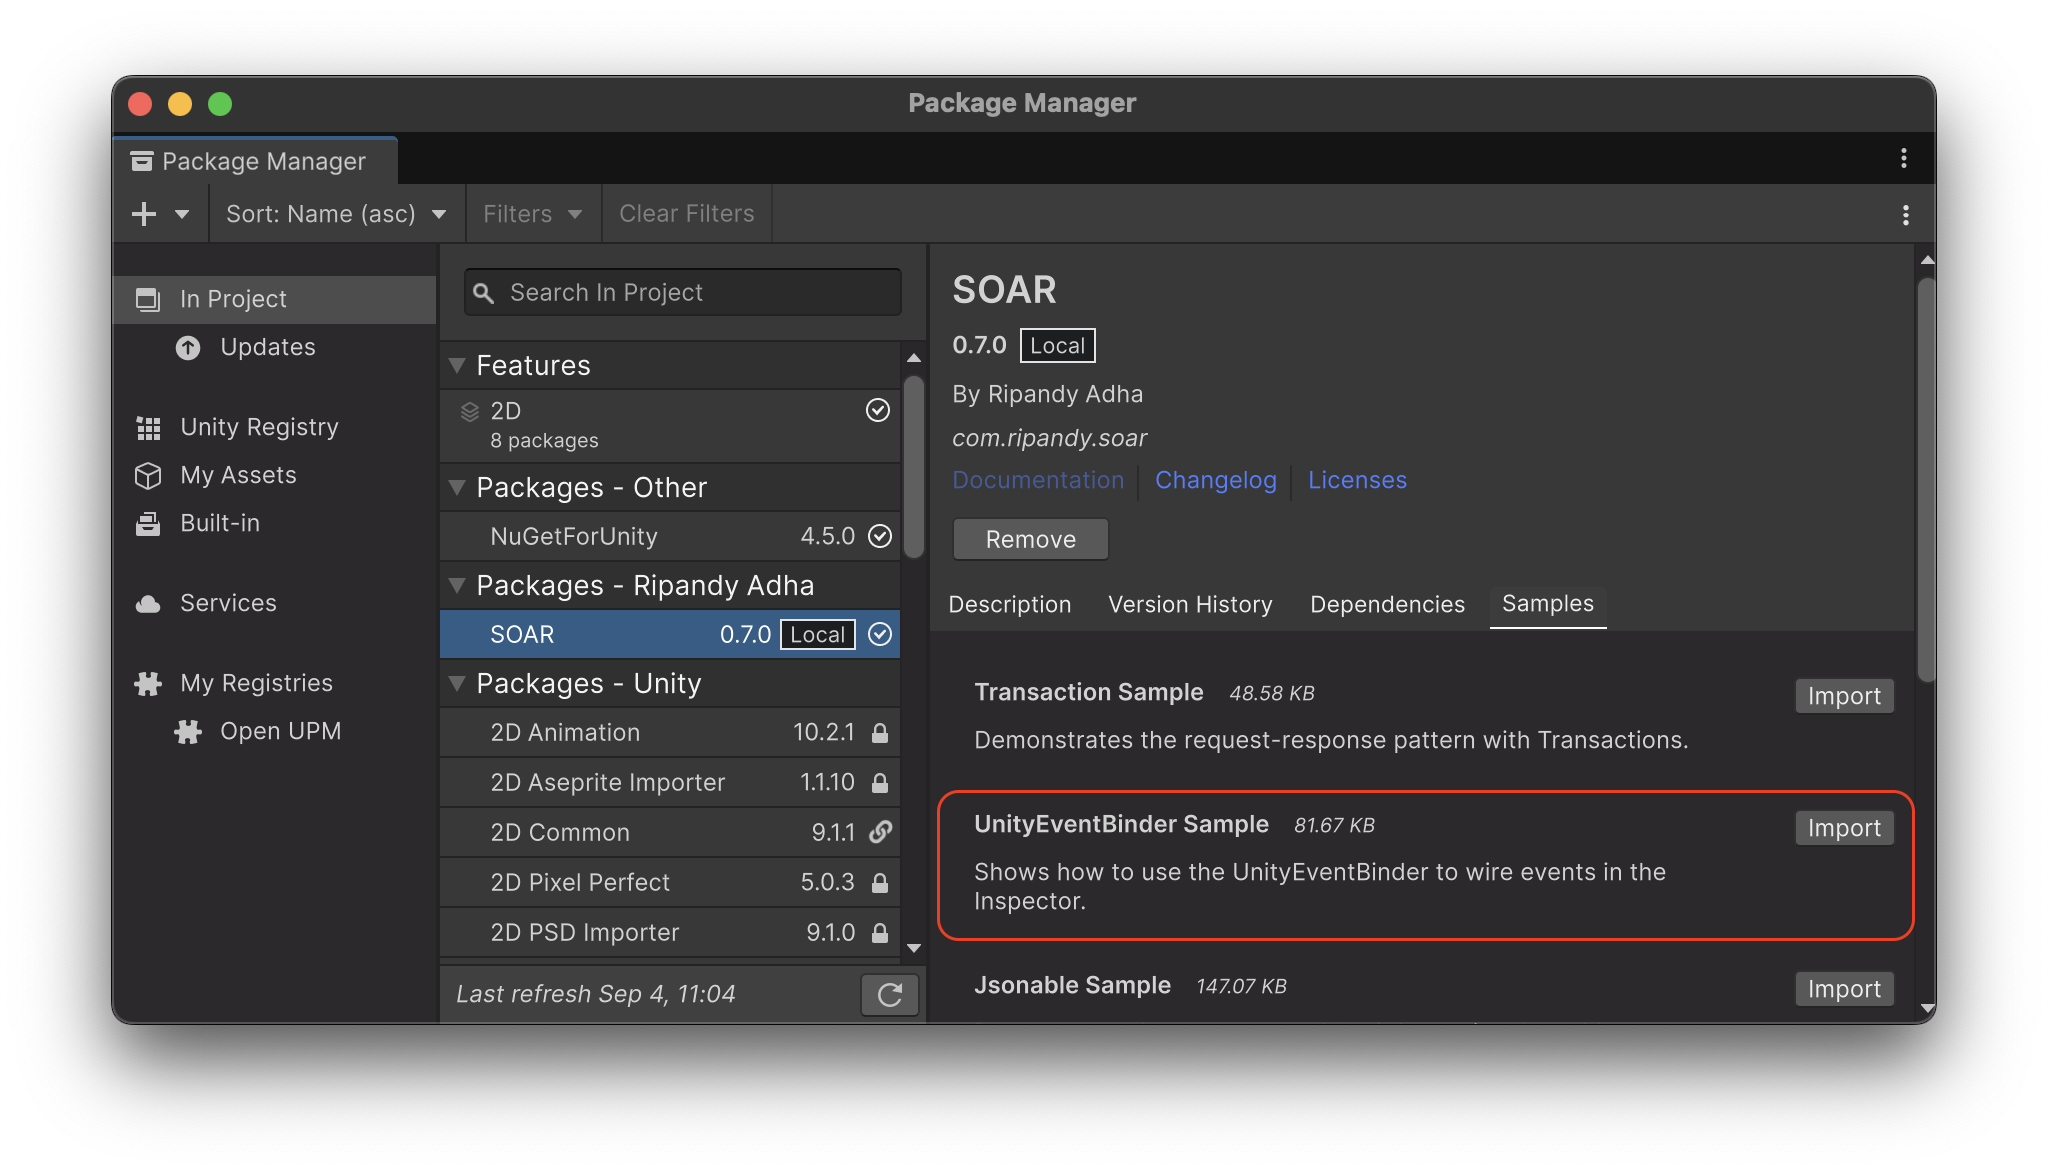 Package Manager
Package Manager
Sort: Name (asc)
Filters
Clear Filters
In Project
Updates
Unity Registry
My Assets
Built-in
Services
My Registries
Open UPM
Search In Project
Features
2D
8 packages
Packages - Other
NuGetForUnity 4.5.0
Packages - Ripandy Adha
SOAR 0.7.0 Local
Packages - Unity
2D Animation 10.2.1
2D Aseprite Importer 1.1.10
2D Common 9.1.1
2D Pixel Perfect 5.0.3
2D PSD Importer 9.1.0
Last refresh Sep 4, 11:04
SOAR
0.7.0 Local
By Ripandy Adha
com.ripandy.soar
Documentation Changelog Licenses
Remove
Description Version History Dependencies Samples
Transaction Sample 48.58 KB Import
Demonstrates the request-response pattern with Transactions.
UnityEventBinder Sample 81.67 KB Import
Shows how to use the UnityEventBinder to wire events in the
Inspector.
Jsonable Sample 147.07 KB Import